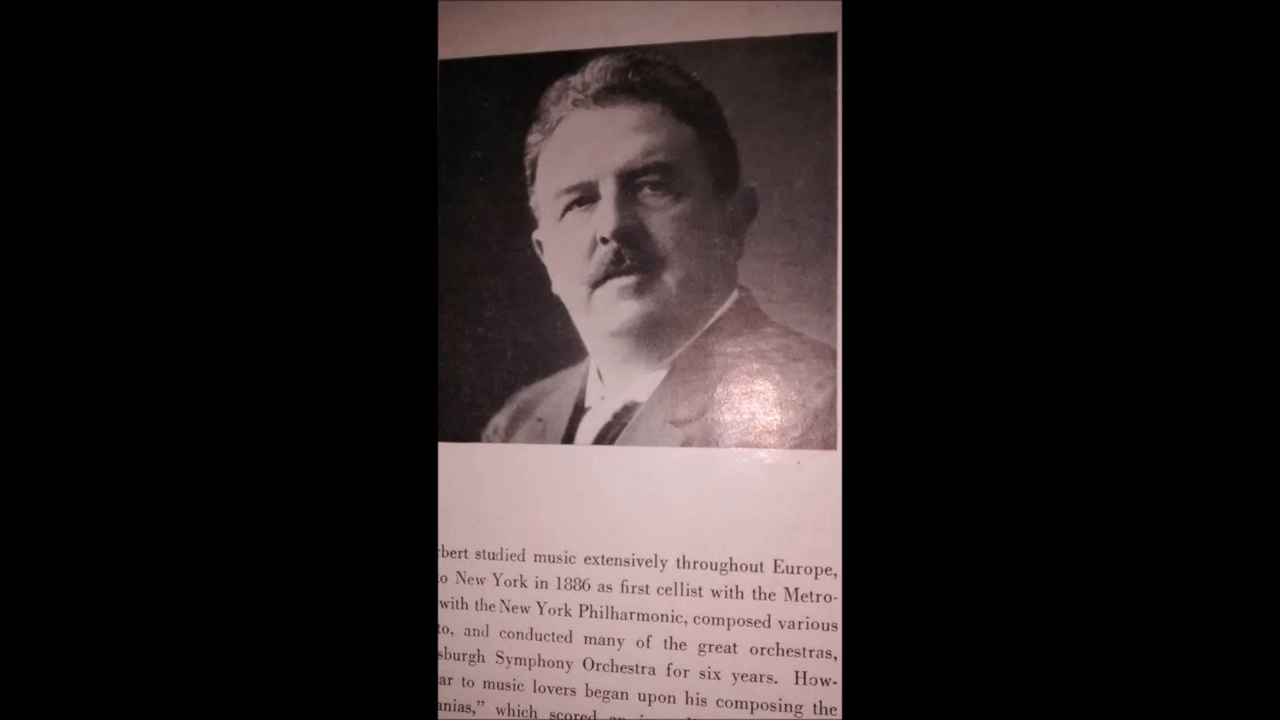 rbert studied music extensively throughout Europe,
to New York in 1886 as first cellist with the Metro-
with the New York Philharmonic, composed various
to, and conducted many of the great orchestras,
sburgh Symphony Orchestra for six years. How-
ar to music lovers began upon his composing the
anias,” which scored an